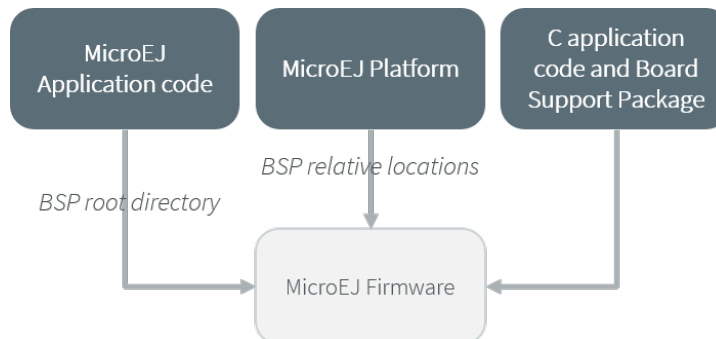 MicroEJ
Application code
MicroEJ Platform
C application
code and Board
Support Package
BSP relative locations
BSP root directory
MicroEJ Firmware